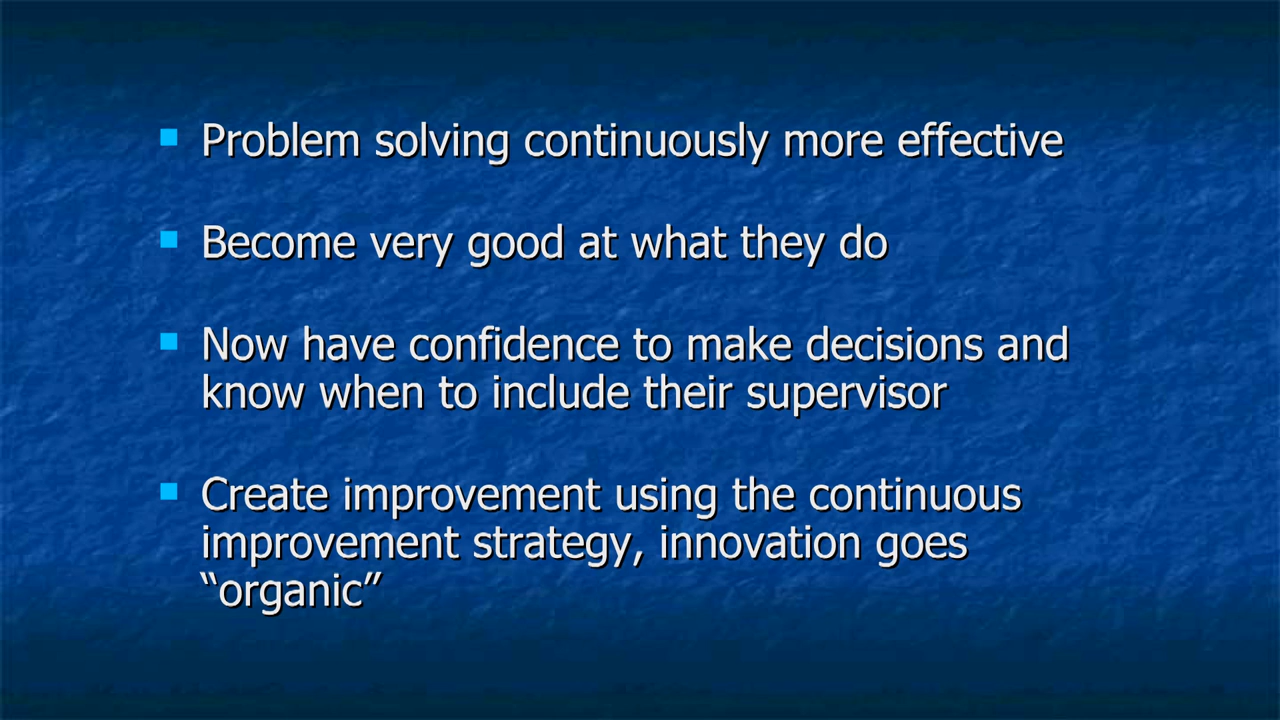 Problem solving continuously more effective
Become very good at what they do
Now have confidence to make decisions and
know when to include their supervisor
Create improvement using the continuous
improvement strategy, innovation goes
“organic”